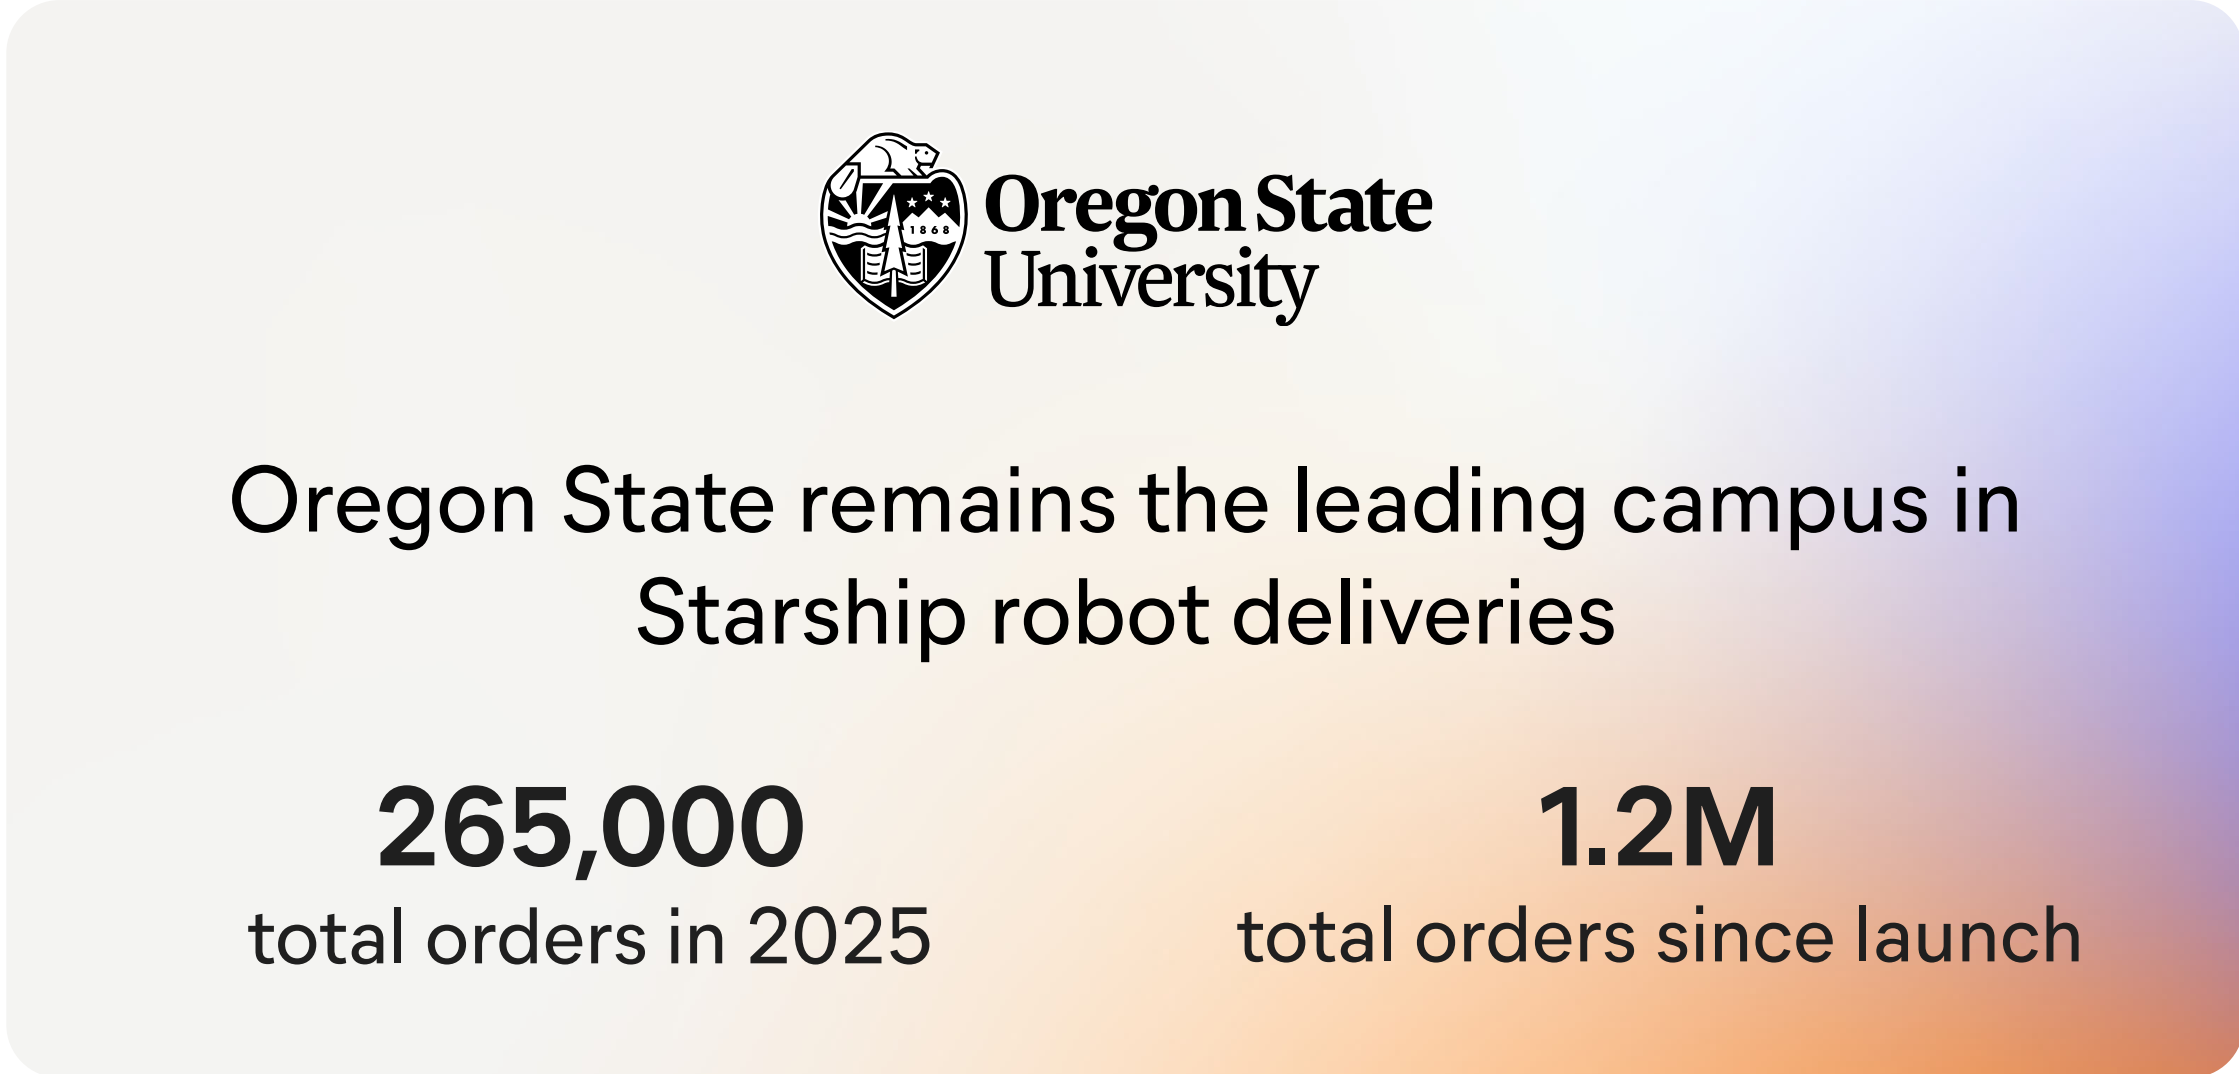 1868
Oregon State
University
Oregon State remains the leading campus in
Starship robot deliveries
265,000
total orders in 2025
1.2M
total orders since launch